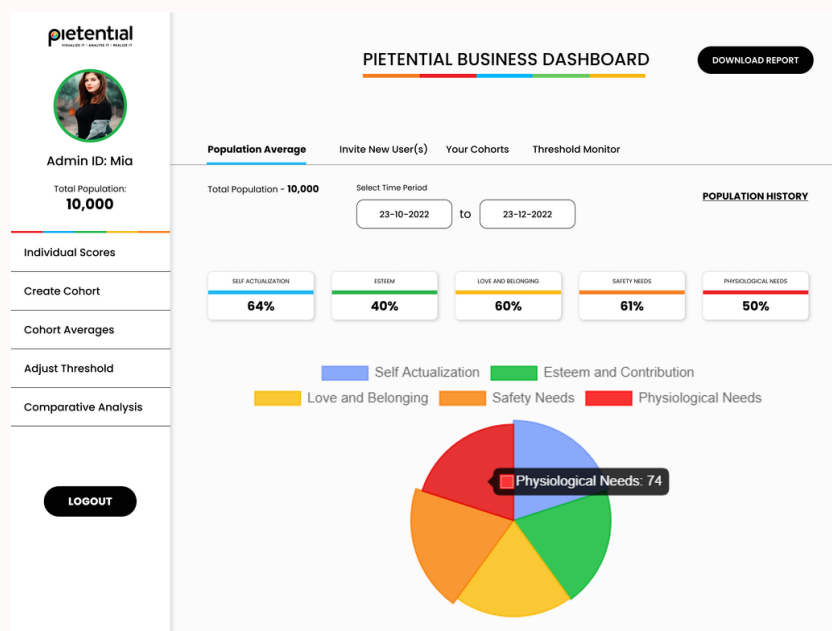 pietential
VISUALIZE IT • ANALYSE IT • REALIZE IT
Admin ID: Mia
Total Population:
10,000
Individual Scores
Create Cohort
Cohort Averages
Adjust Threshold
Comparative Analysis
LOGOUT
PIETENTIAL BUSINESS DASHBOARD
DOWNLOAD REPORT
Population Average
Invite New User(s)
Your Cohorts
Threshold Monitor
Total Population - 10,000
Select Time Period
23-10-2022 to 23-12-2022
POPULATION HISTORY
SELF ACTUALIZATION
64%
ESTEEM
40%
LOVE AND BELONGING
60%
SAFETY NEEDS
61%
PHYSIOLOGICAL NEEDS
50%
Self Actualization Esteem and Contribution
Love and Belonging Safety Needs Physiological Needs
Physiological Needs: 74